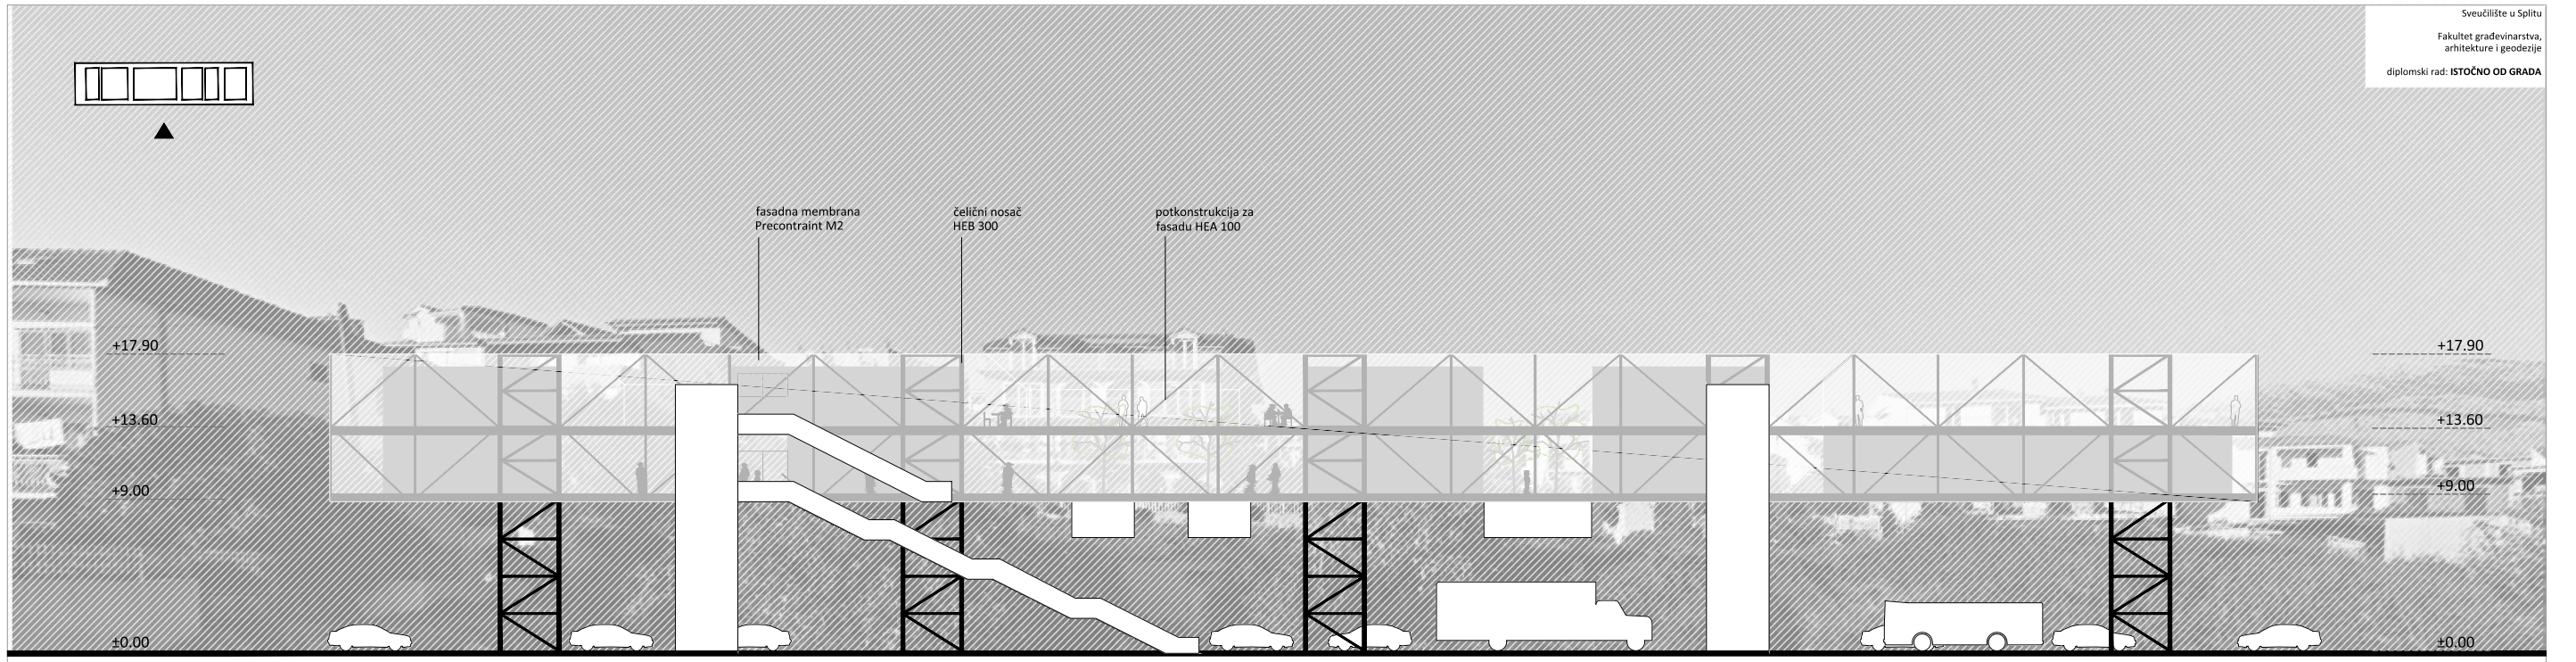 Sveučilište u Splitu
Fakultet građevinarstva,
arhitekture i geodezije
diplomski rad: ISTOČNO OD GRADA
fasadna membrana
Precontraint M2
čelični nosač
HEB 300
potkonstrukcija za
fasadu HEA 100
+17.90
+17.90
+13.60
+13.60
+9.00
+9.00
±0.00
±0.00